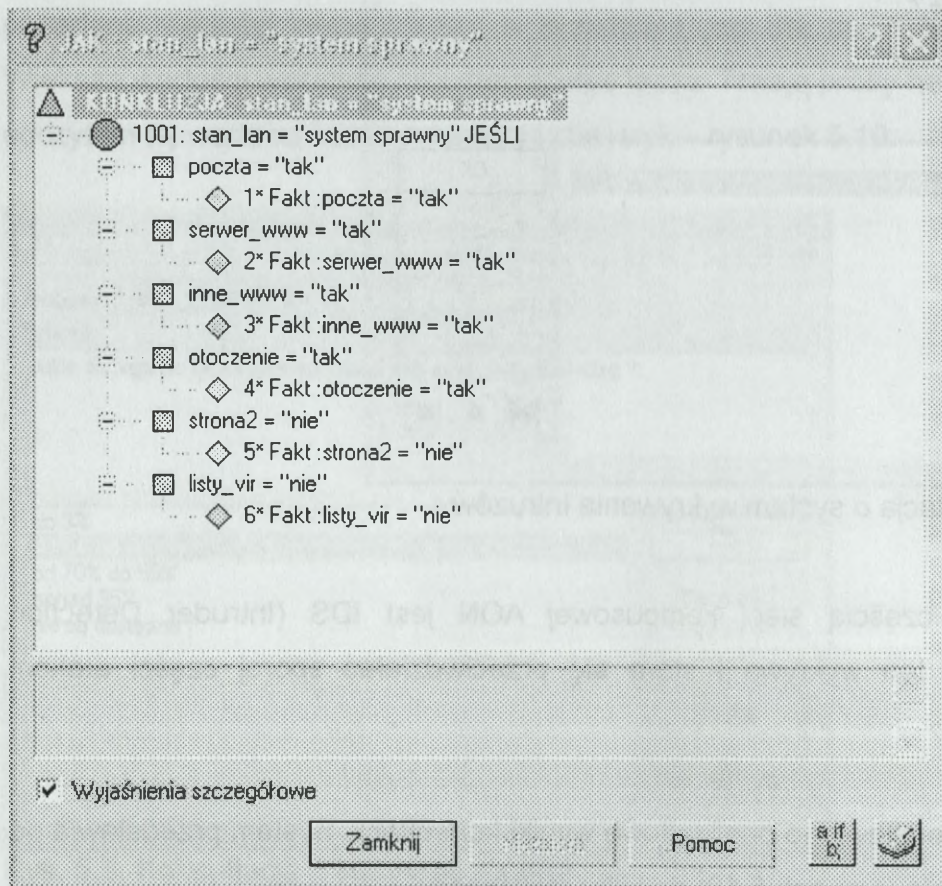 JAK : stan_lan = "system sprawny"
KONKLUZJA stan_lan = "system sprawny"
1001: stan_lan = "system sprawny" JEŚLI
poczta = "tak"
1* Fakt :poczta = "tak"
serwer_www = "tak"
2* Fakt :serwer_www = "tak"
inne_www = "tak"
3* Fakt :inne_www = "tak"
otoczenie = "tak"
4* Fakt :otoczenie = "tak"
strona2 = "nie"
5* Fakt :strona2 = "nie"
listy_vir = "nie"
6* Fakt :listy_vir = "nie"
Wyjaśnienia szczegółowe
Zamknij
Pomoc
a if
b;